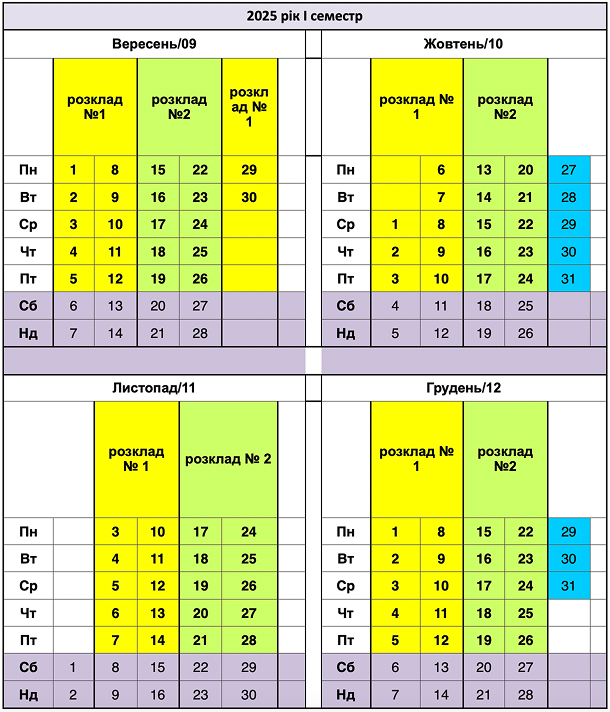 2025 рік І семестр
Вересень/09 Жовтень/10
розклад №1 розклад №2 розкл ад № 1 розклад № 1 розклад №2
Пн 1 8 15 22 29 Пн 6 13 20 27
Вт 2 9 16 23 30 Вт 7 14 21 28
Ср 3 10 17 24 Ср 1 8 15 22 29
Чт 4 11 18 25 Чт 2 9 16 23 30
Пт 5 12 19 26 Пт 3 10 17 24 31
Сб 6 13 20 27 Сб 4 11 18 25
Нд 7 14 21 28 Нд 5 12 19 26
Листопад/11 Грудень/12
розклад № 1 розклад № 2 розклад № 1 розклад №2
Пн 3 10 17 24 Пн 1 8 15 22 29
Вт 4 11 18 25 Вт 2 9 16 23 30
Ср 5 12 19 26 Ср 3 10 17 24 31
Чт 6 13 20 27 Чт 4 11 18 25
Пт 7 14 21 28 Пт 5 12 19 26
Сб 1 8 15 22 29 Сб 6 13 20 27
Нд 2 9 16 23 30 Нд 7 14 21 28